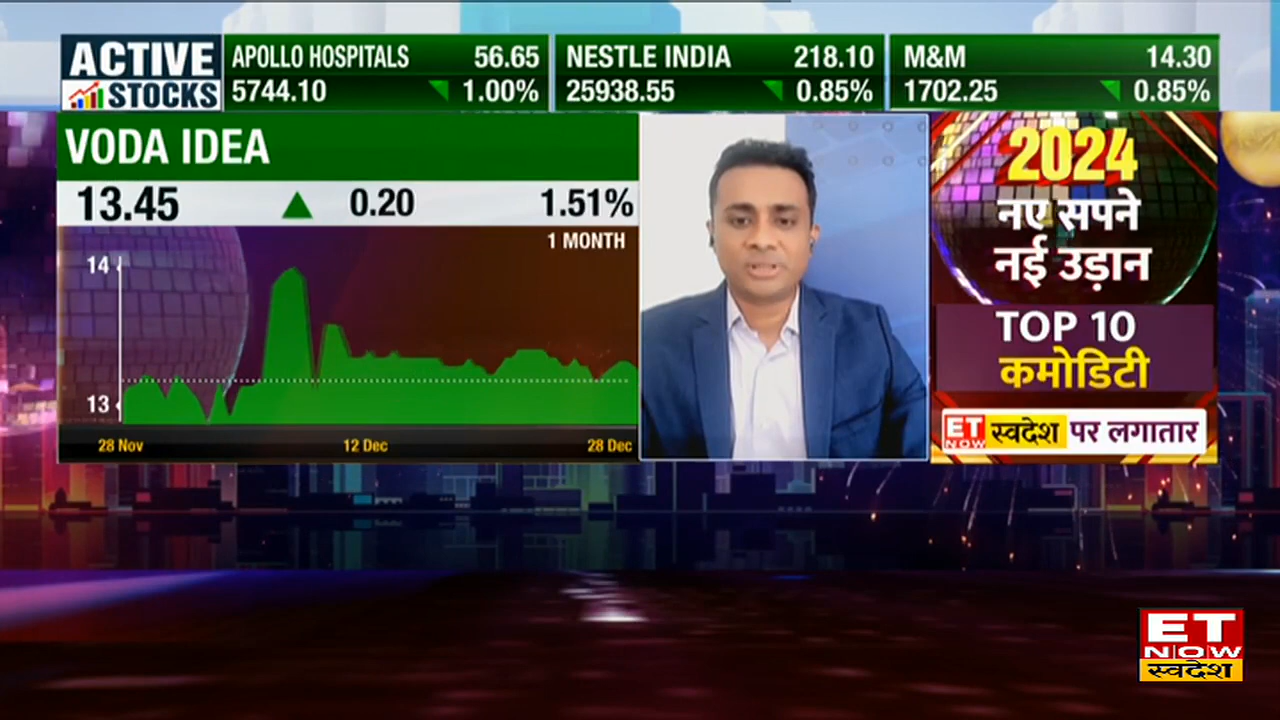 ACTIVE
STOCKS
APOLLO HOSPITALS 56.65
5744.10 1.00%
NESTLE INDIA 218.10
25938.55 0.85%
M&M 14.30
1702.25 0.85%
VODA IDEA
13.45 0.20 1.51%
1 MONTH
14
13
28 Nov 12 Dec 28 Dec
2024
नए सपने
नई उड़ान
TOP 10
कमोडिटी
ET NOW स्वदेश पर लगातार
ET
NOW
स्वदेश